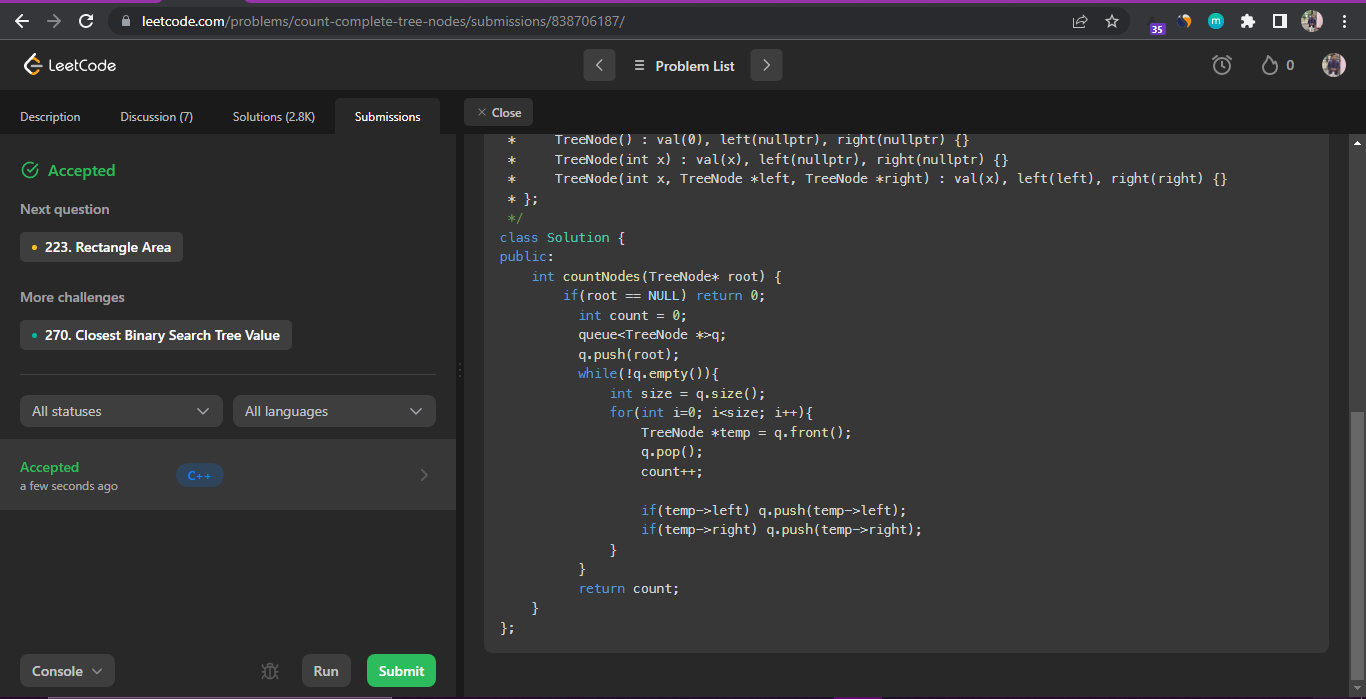 leetcode.com/problems/count-complete-tree-nodes/submissions/838706187/
35
m
LeetCode
Problem List
0
Description
Discussion (7)
Solutions (2.8K)
Submissions
Close
Accepted
Next question
223. Rectangle Area
More challenges
270. Closest Binary Search Tree Value
All statuses
All languages
Accepted
C++
a few seconds ago
Console
Run
Submit
*     TreeNode() : val(0), left(nullptr), right(nullptr) {}
*     TreeNode(int x) : val(x), left(nullptr), right(nullptr) {}
*     TreeNode(int x, TreeNode *left, TreeNode *right) : val(x), left(left), right(right) {}
* };
*/
class Solution {
public:
    int countNodes(TreeNode* root) {
        if(root == NULL) return 0;
          int count = 0;
          queue<TreeNode *>q;
          q.push(root);
          while(!q.empty()){
              int size = q.size();
              for(int i=0; i<size; i++){
                  TreeNode *temp = q.front();
                  q.pop();
                  count++;
                  if(temp->left) q.push(temp->left);
                  if(temp->right) q.push(temp->right);
              }
          }
          return count;
    }
};